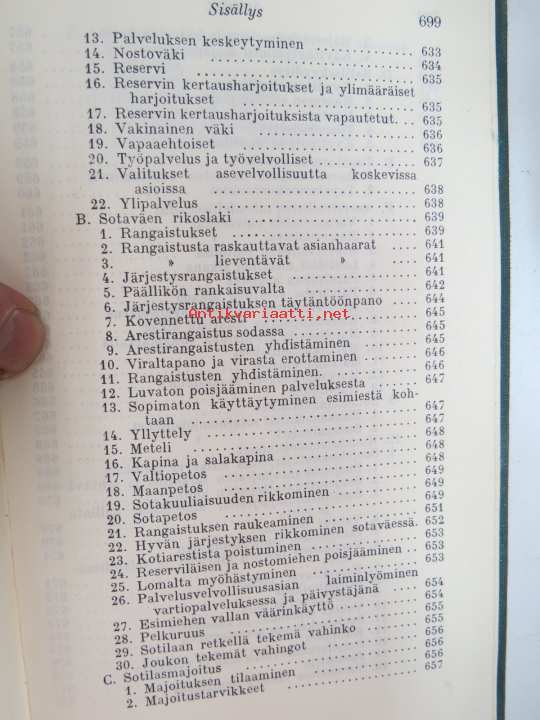 Sisällys
699
13. Palveluksen keskeytyminen ............... 633
14. Nostoväki ............... 634
15. Reservi ............... 635
16. Reservin kertausharjoitukset ja ylimääräiset
harjoitukset ............... 635
17. Reservin kertausharjoituksista vapautetut. .. 635
18. Vakinainen väki ............... 636
19. Vapaaehtoiset ............... 636
20. Työpalvelus ja työvelvolliset ............... 637
21. Valitukset asevelvollisuutta koskevissa
asioissa ............... 638
22. Ylipalvelus ............... 638
B. Sotaväen rikoslaki ............... 639
1. Rangaistukset ............... 639
2. Rangaistusta raskauttavat asianhaarat .... 641
3. » lieventävät » .... 641
4. Järjestysrangaistukset ............... 641
5. Päällikön rankaisuvalta ............... 642
6. Järjestysrangaistuksen täytäntöönpano .... 644
7. Kovennettu aresti ............... 645
Antikvariaatti.net
8. Arestirangaistus sodassa ............... 645
9. Arestirangaistusten yhdistäminen ............... 645
10. Viraltapano ja virasta erottaminen ............... 646
11. Rangaistusten yhdistäminen. ............... 646
12. Luvaton poisjääminen palveluksesta ...... 647
13. Sopimaton käyttäytyminen esimiestä koh-
taan ............... 647
14. Yllyttely ............... 647
15. Meteli ............... 648
16. Kapina ja salakapina ............... 648
17. Valtiopetos ............... 648
18. Maanpetos ............... 649
19. Sotakuuliaisuuden rikkominen ............... 649
20. Sotapetos ............... 649
21. Rangaistuksen raukeaminen ............... 651
22. Hyvän järjestyksen rikkominen sotaväessä. 652
23. Kotiarestista poistuminen ............... 653
24. Reserviläisen ja nostomiehen poisjääminen .. 653
25. Lomalta myöhästyminen ............... 653
26. Palvelusvelvollisuusasian laiminlyöminen
vartiopalveluksessa ja päivystäjänä .... 654
27. Esimiehen vallan väärinkäyttö ............... 654
28. Pelkuruus ............... 655
29. Sotilaan retkellä tekemä vahinko ............... 655
30. Joukon tekemät vahingot ............... 656
C. Sotilasmajoitus ............... 656
1. Majoituksen tilaaminen ............... 656
2. Majoitustarvikkeet ............... 657